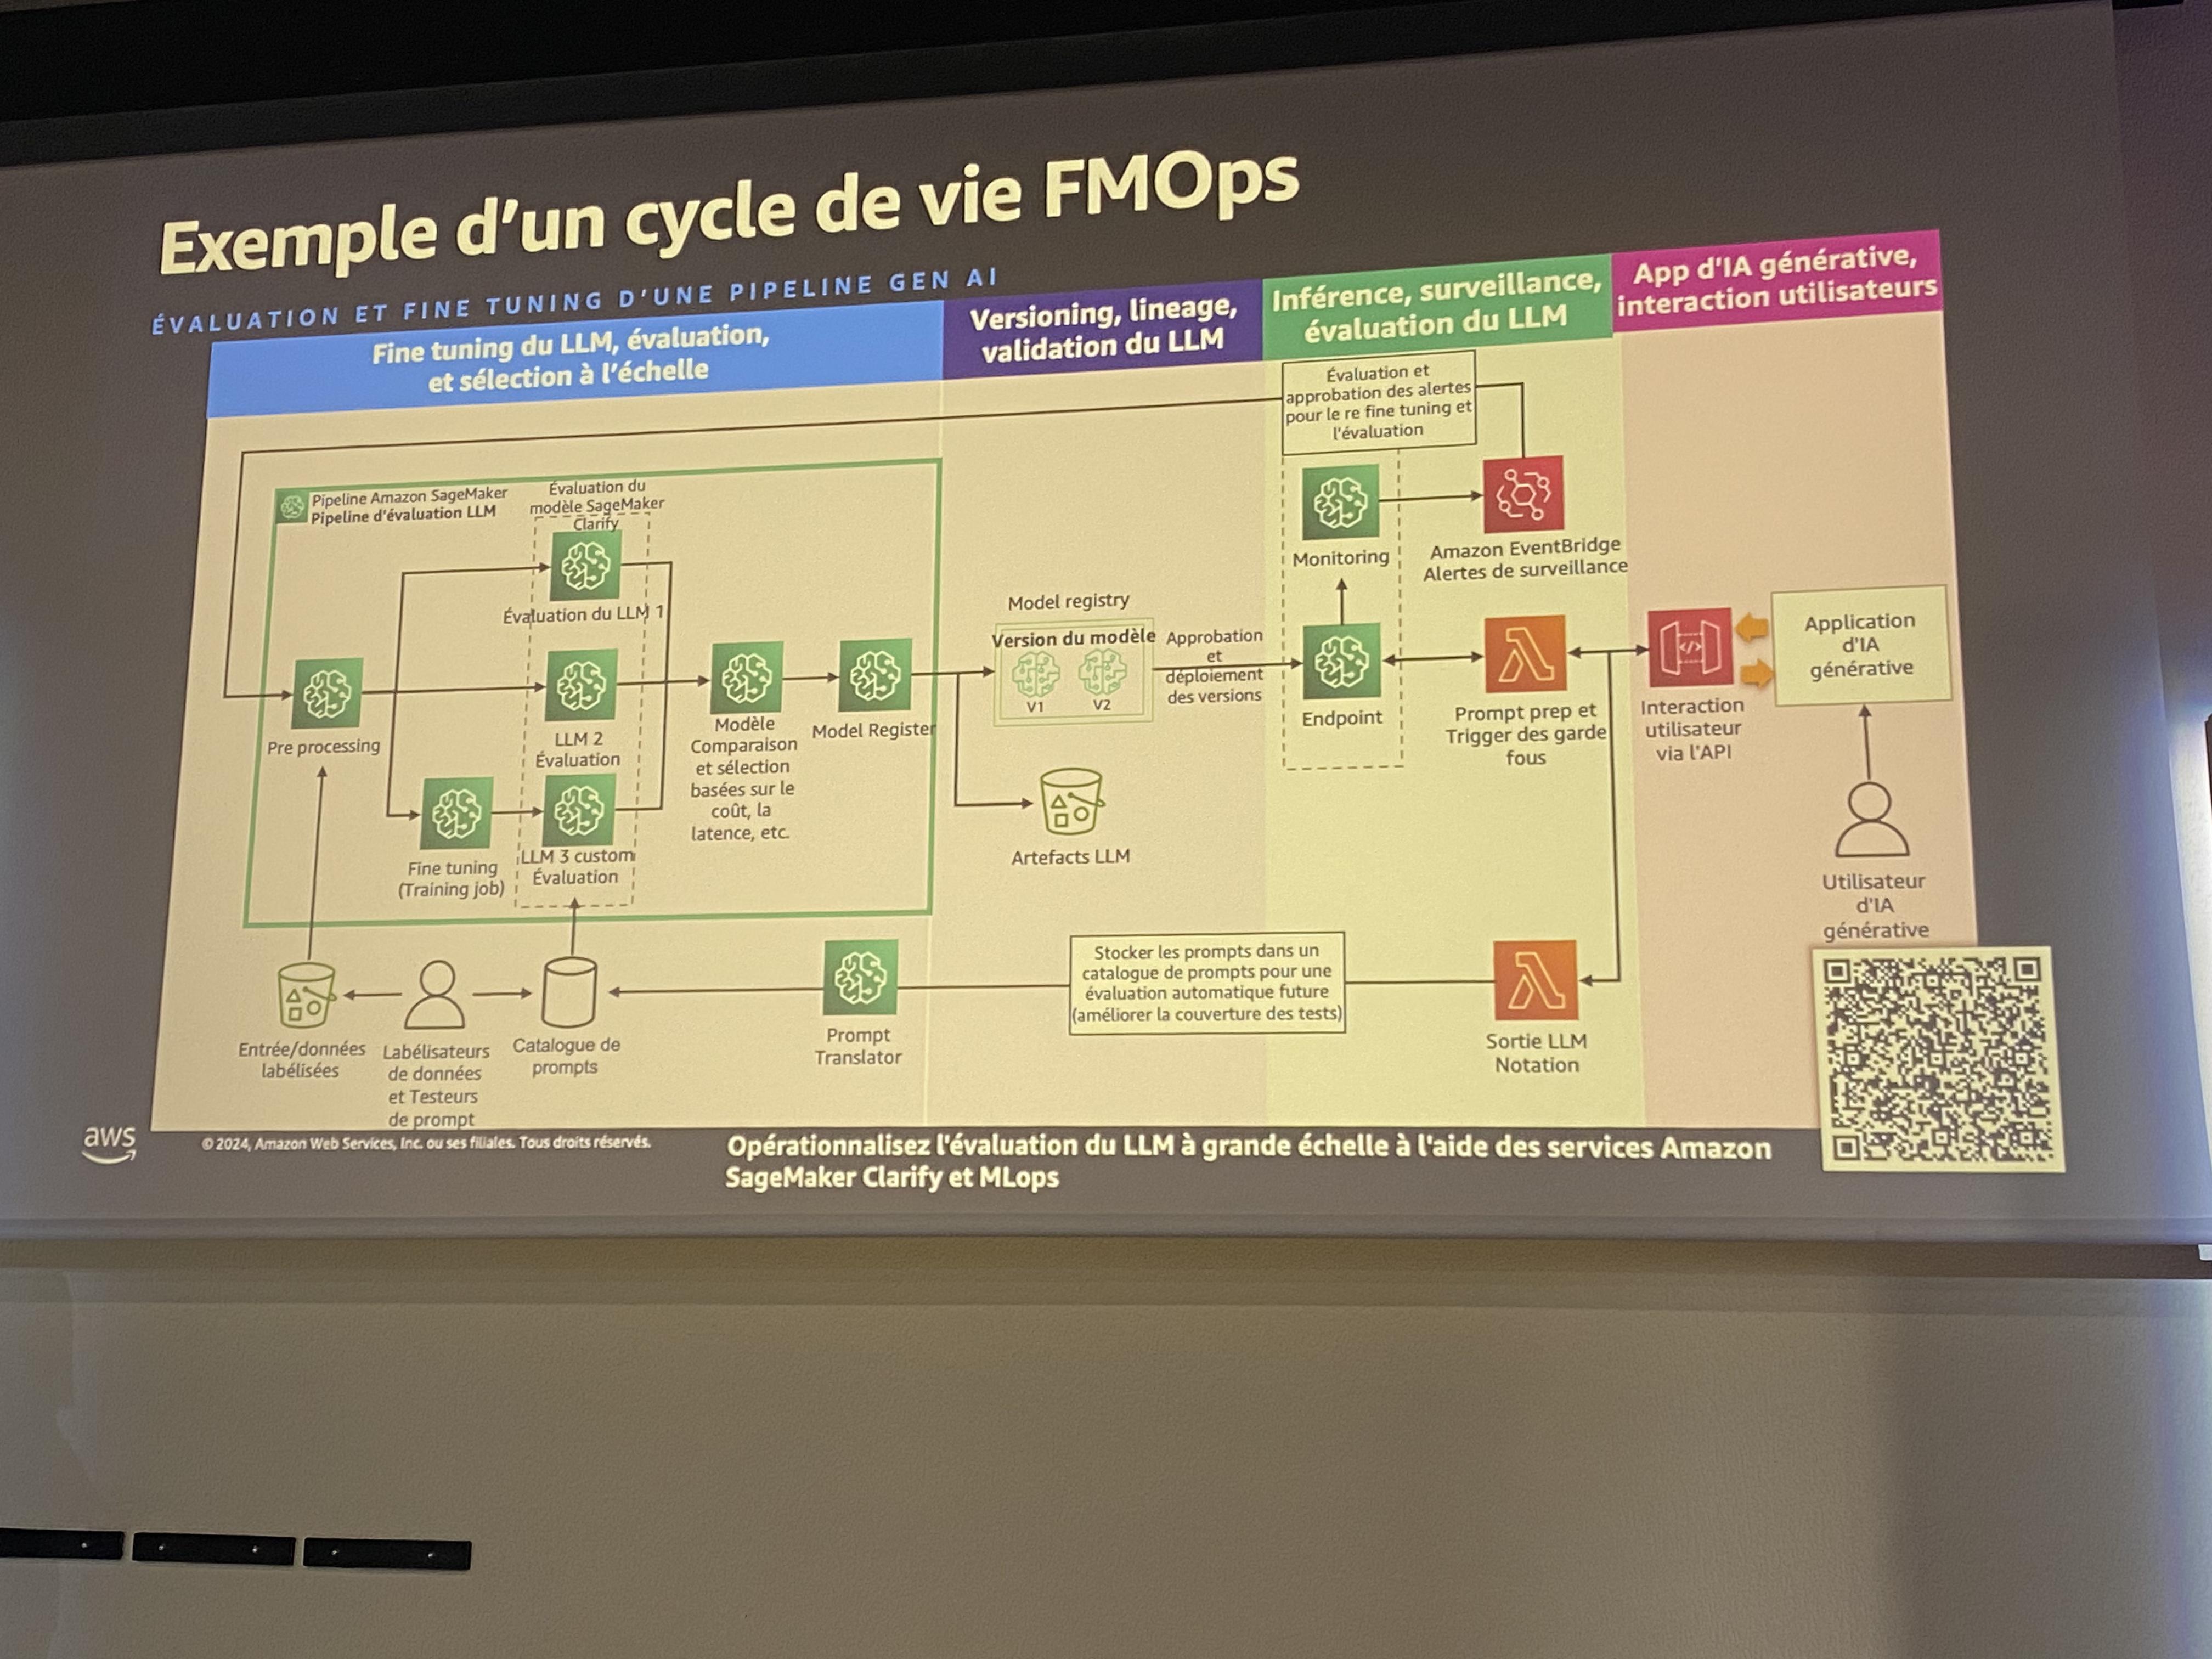 Exemple d'un cycle de vie FMOps
ÉVALUATION ET FINE TUNING D'UNE PIPELINE GEN AI
Fine tuning du LLM, évaluation,
et sélection à l'échelle
Versioning, lineage,
validation du LLM
Inférence, surveillance,
évaluation du LLM
App d'IA générative,
interaction utilisateurs
Évaluation et
approbation des alertes
pour le re fine tuning et
l'évaluation
Pipeline Amazon SageMaker
Pipeline d'évaluation LLM
Évaluation du
modèle SageMaker
Clarify
Évaluation du LLM 1
Pre processing
LLM 2
Évaluation
Fine tuning
(Training job)
LLM 3 custom
Évaluation
Modèle
Comparaison
et sélection
basées sur le
coût, la
latence, etc.
Model Register
Model registry
Version du modèle
V1
V2
Approbation
et
déploiement
des versions
Artefacts LLM
Monitoring
Amazon EventBridge
Alertes de surveillance
Endpoint
Prompt prep et
Trigger des garde
fous
Interaction
utilisateur
via l'API
Application
d'IA
générative
Utilisateur
d'IA
générative
Entrée/données
labélisées
Labélisateurs
de données
et Testeurs
de prompt
Catalogue de
prompts
Prompt
Translator
Stocker les prompts dans un
catalogue de prompts pour une
évaluation automatique future
(améliorer la couverture des tests)
Sortie LLM
Notation
aws
© 2024, Amazon Web Services, Inc. ou ses filiales. Tous droits réservés.
Opérationnalisez l'évaluation du LLM à grande échelle à l'aide des services Amazon
SageMaker Clarify et MLops